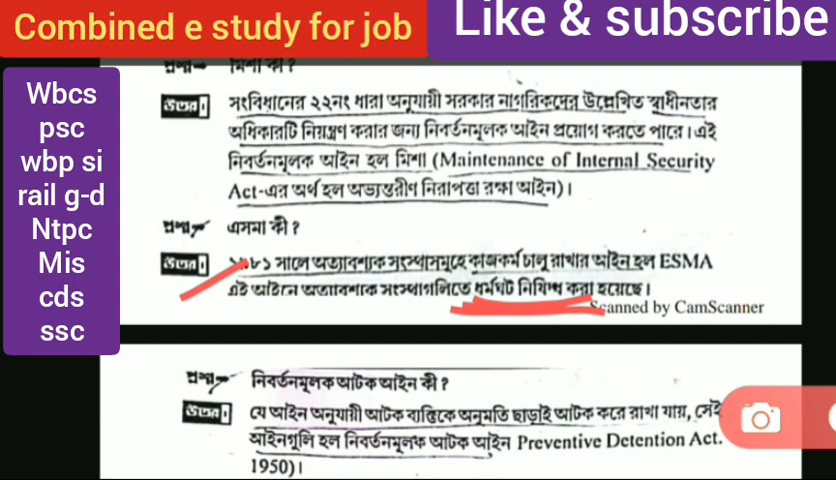 Combined e study for job
Like & subscribe
Wbcs
psc
wbp si
rail g-d
Ntpc
Mis
cds
ssc
প্রশ্ন মিশা কী ?
উত্তর। সংবিধানের ২২নং ধারা অনুযায়ী সরকার নাগরিকদের উল্লেখিত স্বাধীনতার
অধিকারটি নিয়ন্ত্রণ করার জন্য নিবর্তনমূলক আইন প্রয়োগ করতে পারে। এই
নিবর্তনমূলক আইন হল মিশা (Maintenance of Internal Security
Act-এর অর্থ হল অভ্যন্তরীণ নিরাপত্তা রক্ষা আইন)।
প্রশ্ন এসমা কী ?
উত্তর। ১৯৮১ সালে অত্যাবশ্যক সংস্থাসমূহে কাজকর্ম চালু রাখার আইন হল ESMA
এই আইনে অত্যাবশ্যক সংস্থাগুলিতে ধর্মঘট নিষিদ্ধ করা হয়েছে।
Scanned by CamScanner
প্রশ্ন নিবর্তনমূলক আটক আইন কী ?
উত্তর। যে আইন অনুযায়ী আটক ব্যক্তিকে অনুমতি ছাড়াই আটক করে রাখা যায়, সেই
আইনগুলি হল নিবর্তনমূলক আটক আইন Preventive Detention Act.
1950)।